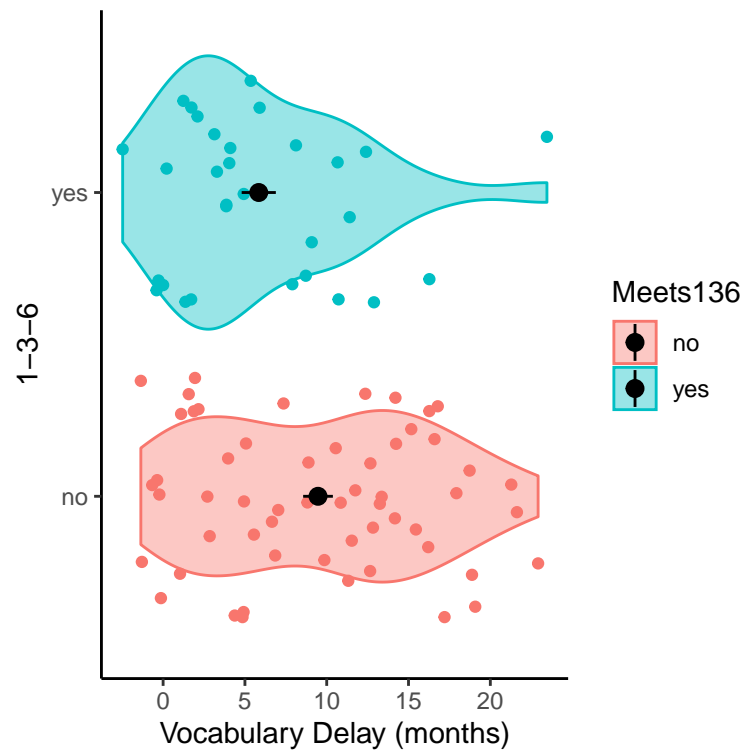 yes
no
1−3−6
0 5 10 15 20
Vocabulary Delay (months)
Meets136
no
yes